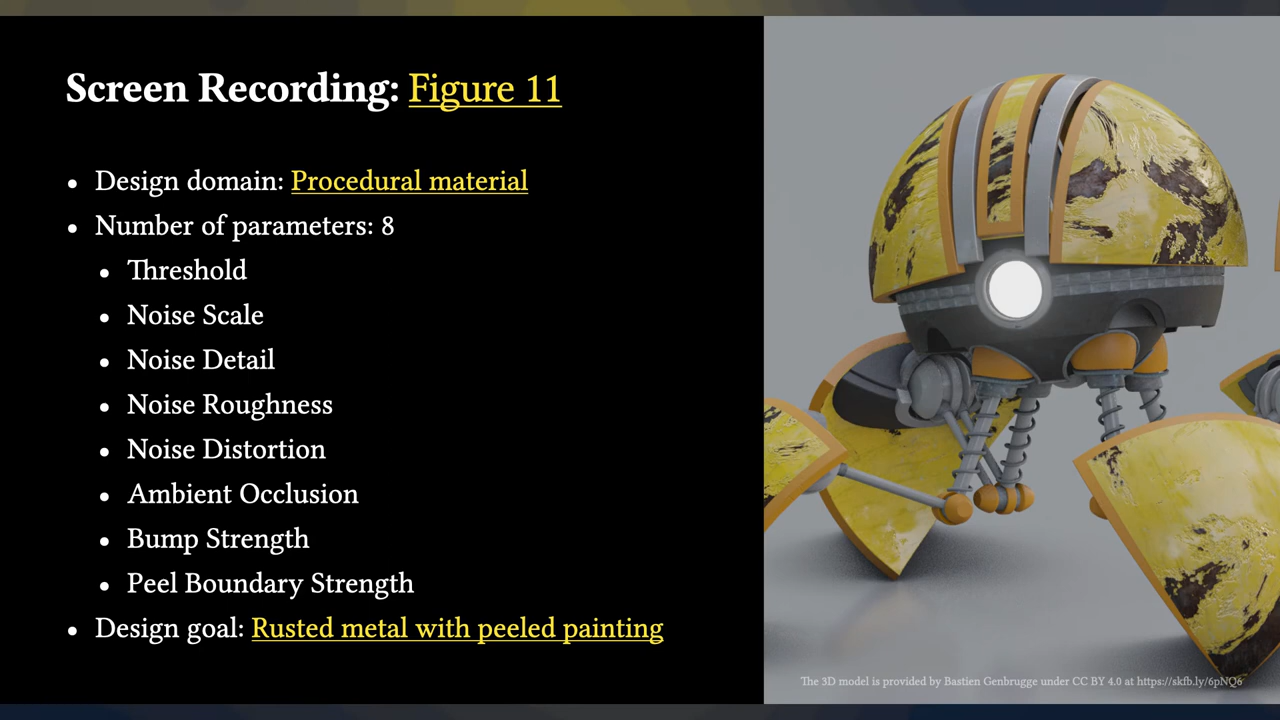 Screen Recording: Figure 11
• Design domain: Procedural material
• Number of parameters: 8
• Threshold
• Noise Scale
• Noise Detail
• Noise Roughness
• Noise Distortion
• Ambient Occlusion
• Bump Strength
• Peel Boundary Strength
• Design goal: Rusted metal with peeled painting
The 3D model is provided by Bastien Genbrugge under CC BY 4.0 at https://skfb.ly/6pNQ6